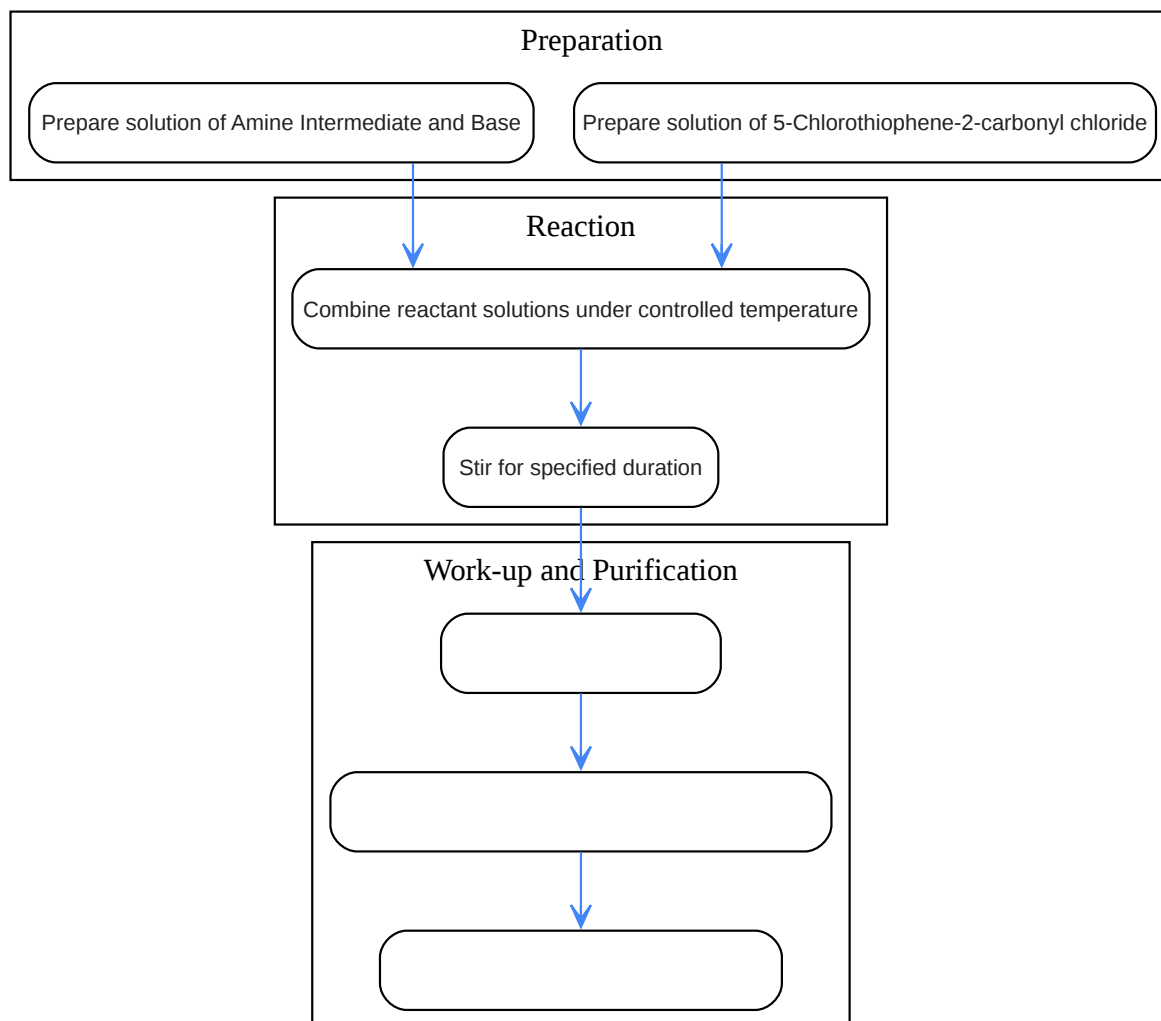 Preparation
Prepare solution of Amine Intermediate and Base
Prepare solution of 5-Chlorothiophene-2-carbonyl chloride
Reaction
Combine reactant solutions under controlled temperature
Stir for specified duration
Work-up and Purification